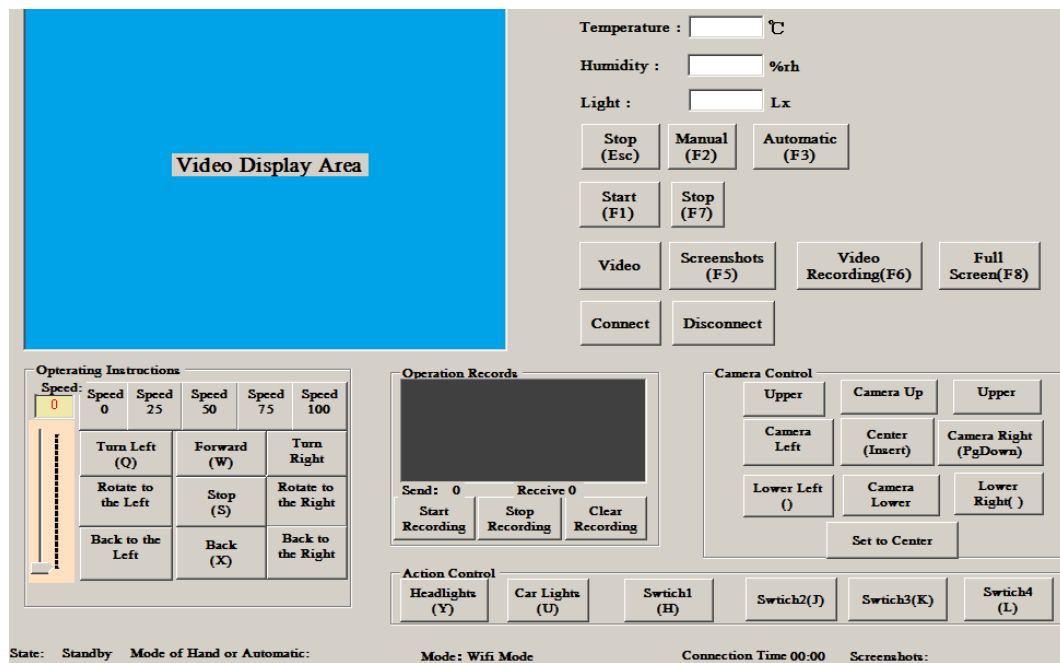 Temperature : ℃
Humidity : %rh
Light : Lx
Video Display Area
Stop
(Esc)
Manual
(F2)
Automatic
(F3)
Start
(F1)
Stop
(F7)
Video
Screenshots
(F5)
Video
Recording(F6)
Full
Screen(F8)
Connect
Disconnect
Opterating Instructions
Speed:
0
Speed
0
Speed
25
Speed
50
Speed
75
Speed
100
Turn Left
(Q)
Forward
(W)
Turn
Right
Rotate to
the Left
Stop
(S)
Rotate to
the Right
Back to the
Left
Back
(X)
Back to
the Right
Operation Records
Send: 0
Receive 0
Start
Recording
Stop
Recording
Clear
Recording
Camera Control
Upper
Camera Up
Upper
Camera
Left
Center
(Insert)
Camera Right
(PgDown)
Lower Left
()
Camera
Lower
Lower
Right( )
Set to Center
Action Control
Headlights
(Y)
Car Lights
(U)
Swtich1
(H)
Swtich2(J)
Swtich3(K)
Swtich4
(L)
State: Standby Mode of Hand or Automatic: Mode: Wifi Mode Connection Time 00:00 Screenshots: